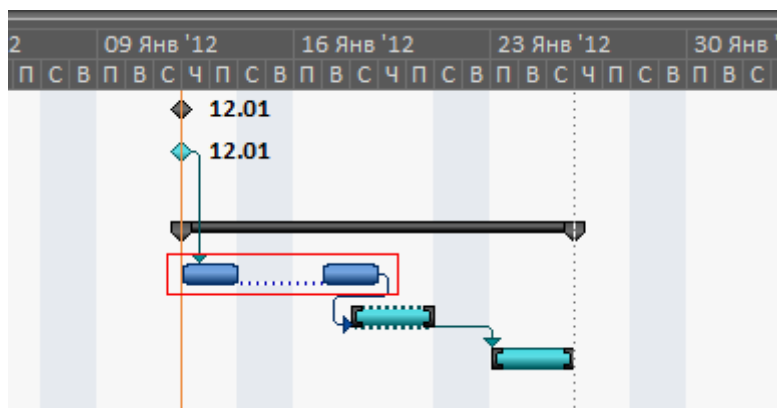 2 09 Янв '12 16 Янв '12 23 Янв '12 30 Янв '
П С В П В С Ч П С В П В С Ч П С В П В С Ч П С В П В С
12.01
12.01